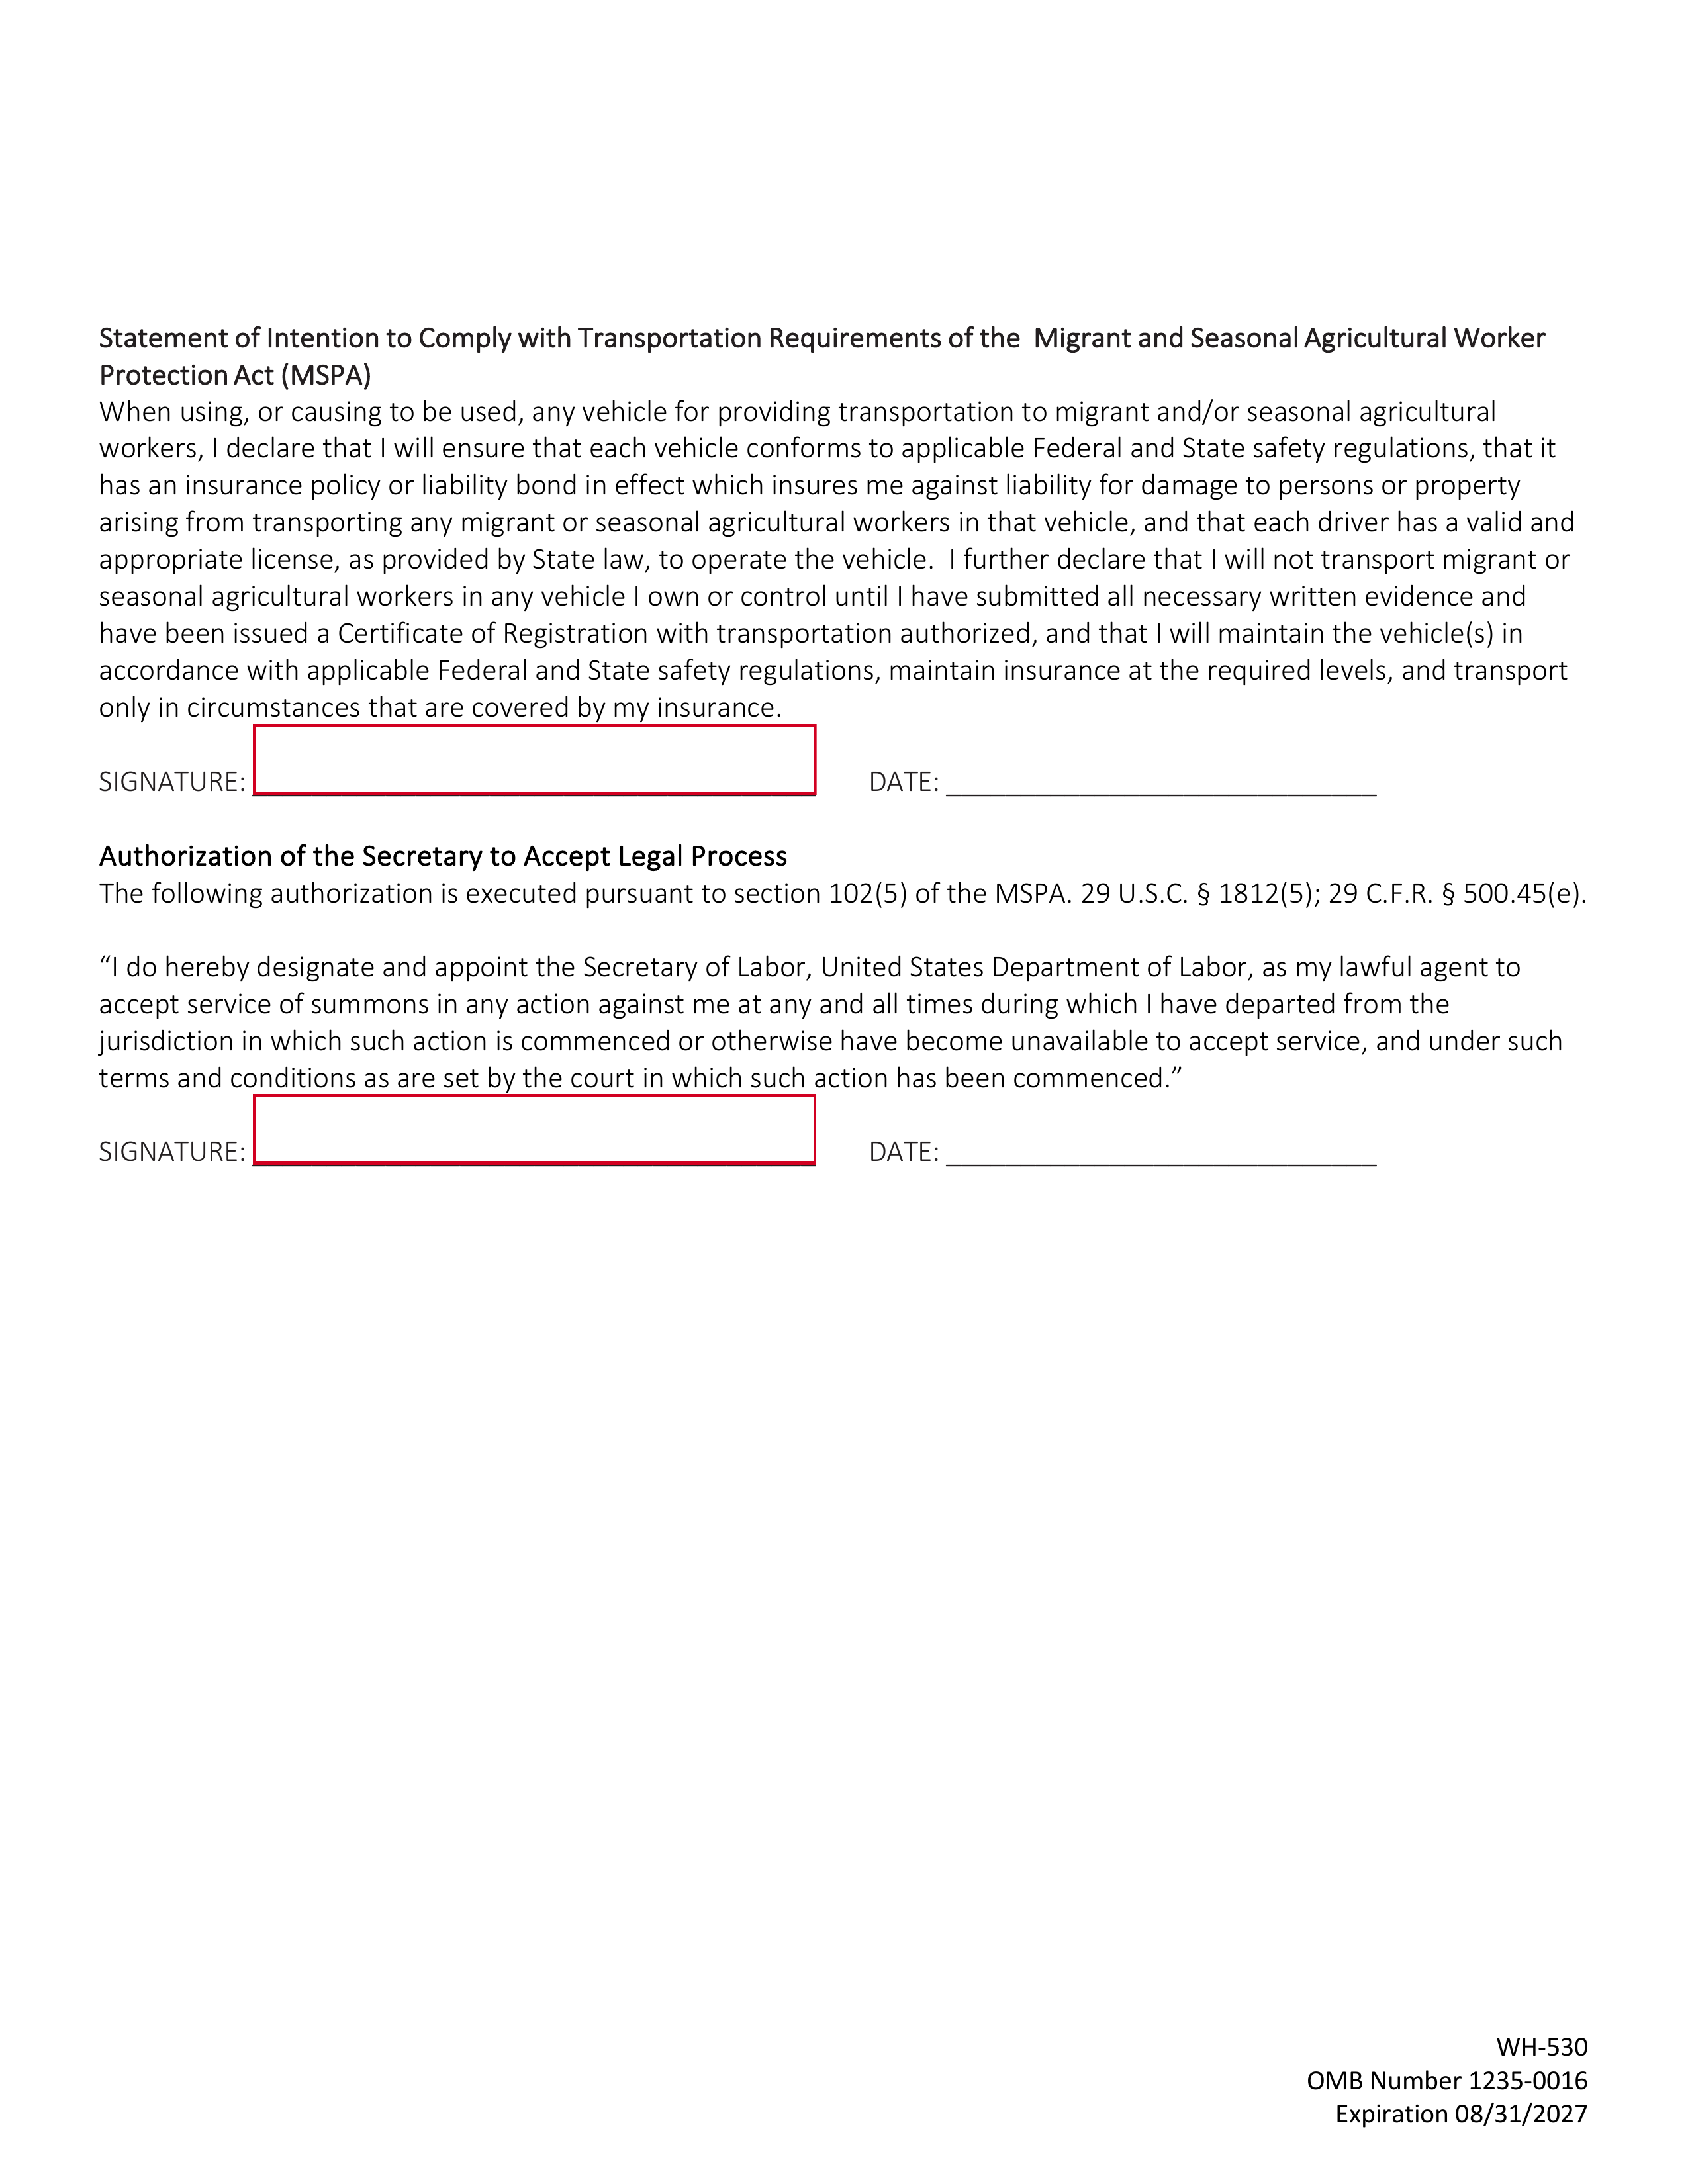 Statement of Intention to Comply with Transportation Requirements of the Migrant and Seasonal Agricultural Worker
Protection Act (MSPA)
When using, or causing to be used, any vehicle for providing transportation to migrant and/or seasonal agricultural
workers, I declare that I will ensure that each vehicle conforms to applicable Federal and State safety regulations, that it
has an insurance policy or liability bond in effect which insures me against liability for damage to persons or property
arising from transporting any migrant or seasonal agricultural workers in that vehicle, and that each driver has a valid and
appropriate license, as provided by State law, to operate the vehicle. I further declare that I will not transport migrant or
seasonal agricultural workers in any vehicle I own or control until I have submitted all necessary written evidence and
have been issued a Certificate of Registration with transportation authorized, and that I will maintain the vehicle(s) in
accordance with applicable Federal and State safety regulations, maintain insurance at the required levels, and transport
only in circumstances that are covered by my insurance.
SIGNATURE: DATE: ____________________________
Authorization of the Secretary to Accept Legal Process
The following authorization is executed pursuant to section 102(5) of the MSPA. 29 U.S.C. § 1812(5); 29 C.F.R. § 500.45(e).
“I do hereby designate and appoint the Secretary of Labor, United States Department of Labor, as my lawful agent to
accept service of summons in any action against me at any and all times during which I have departed from the
jurisdiction in which such action is commenced or otherwise have become unavailable to accept service, and under such
terms and conditions as are set by the court in which such action has been commenced.”
SIGNATURE: DATE: ____________________________
WH-530
OMB Number 1235-0016
Expiration 08/31/2027